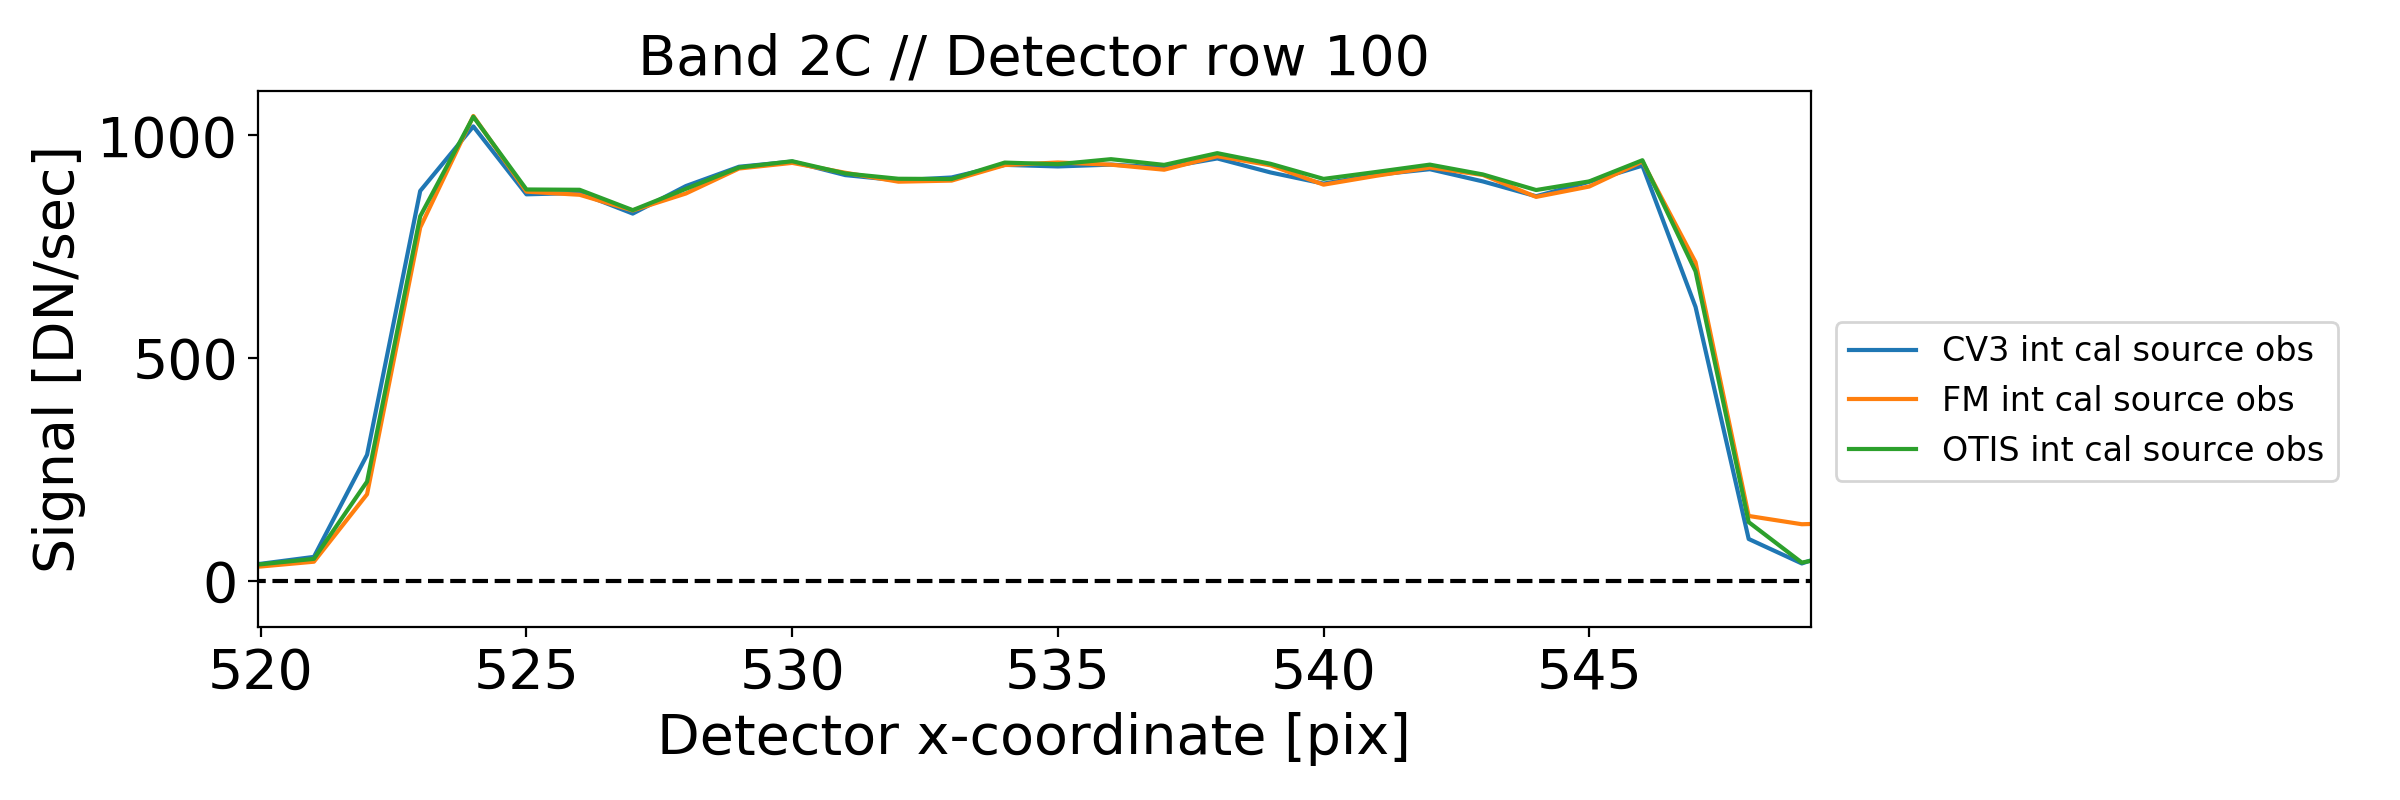 Band 2C // Detector row 100
Signal [DN/sec]
1000
500
0
520 525 530 535 540 545
Detector x-coordinate [pix]
CV3 int cal source obs
FM int cal source obs
OTIS int cal source obs